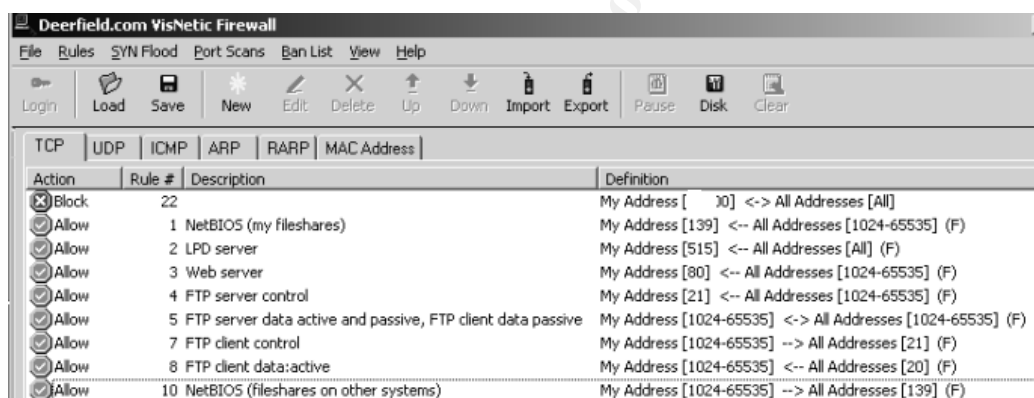 Deerfield.com VisNetic Firewall
File Rules SYN Flood Port Scans Ban List View Help
Login Load Save New Edit Delete Up Down Import Export Pause Disk Clear
TCP UDP ICMP ARP RARP MAC Address
Action Rule # Description Definition
Block 22 My Address [ 00] <-> All Addresses [All]
Allow 1 NetBIOS (my fileshares) My Address [139] <-- All Addresses [1024-65535] (F)
Allow 2 LPD server My Address [515] <-- All Addresses [All] (F)
Allow 3 Web server My Address [80] <-- All Addresses [1024-65535] (F)
Allow 4 FTP server control My Address [21] <-- All Addresses [1024-65535] (F)
Allow 5 FTP server data active and passive, FTP client data passive My Address [1024-65535] <-> All Addresses [1024-65535] (F)
Allow 7 FTP client control My Address [1024-65535] --> All Addresses [21] (F)
Allow 8 FTP client data:active My Address [1024-65535] <-- All Addresses [20] (F)
Allow 10 NetBIOS (fileshares on other systems) My Address [1024-65535] --> All Addresses [139] (F)